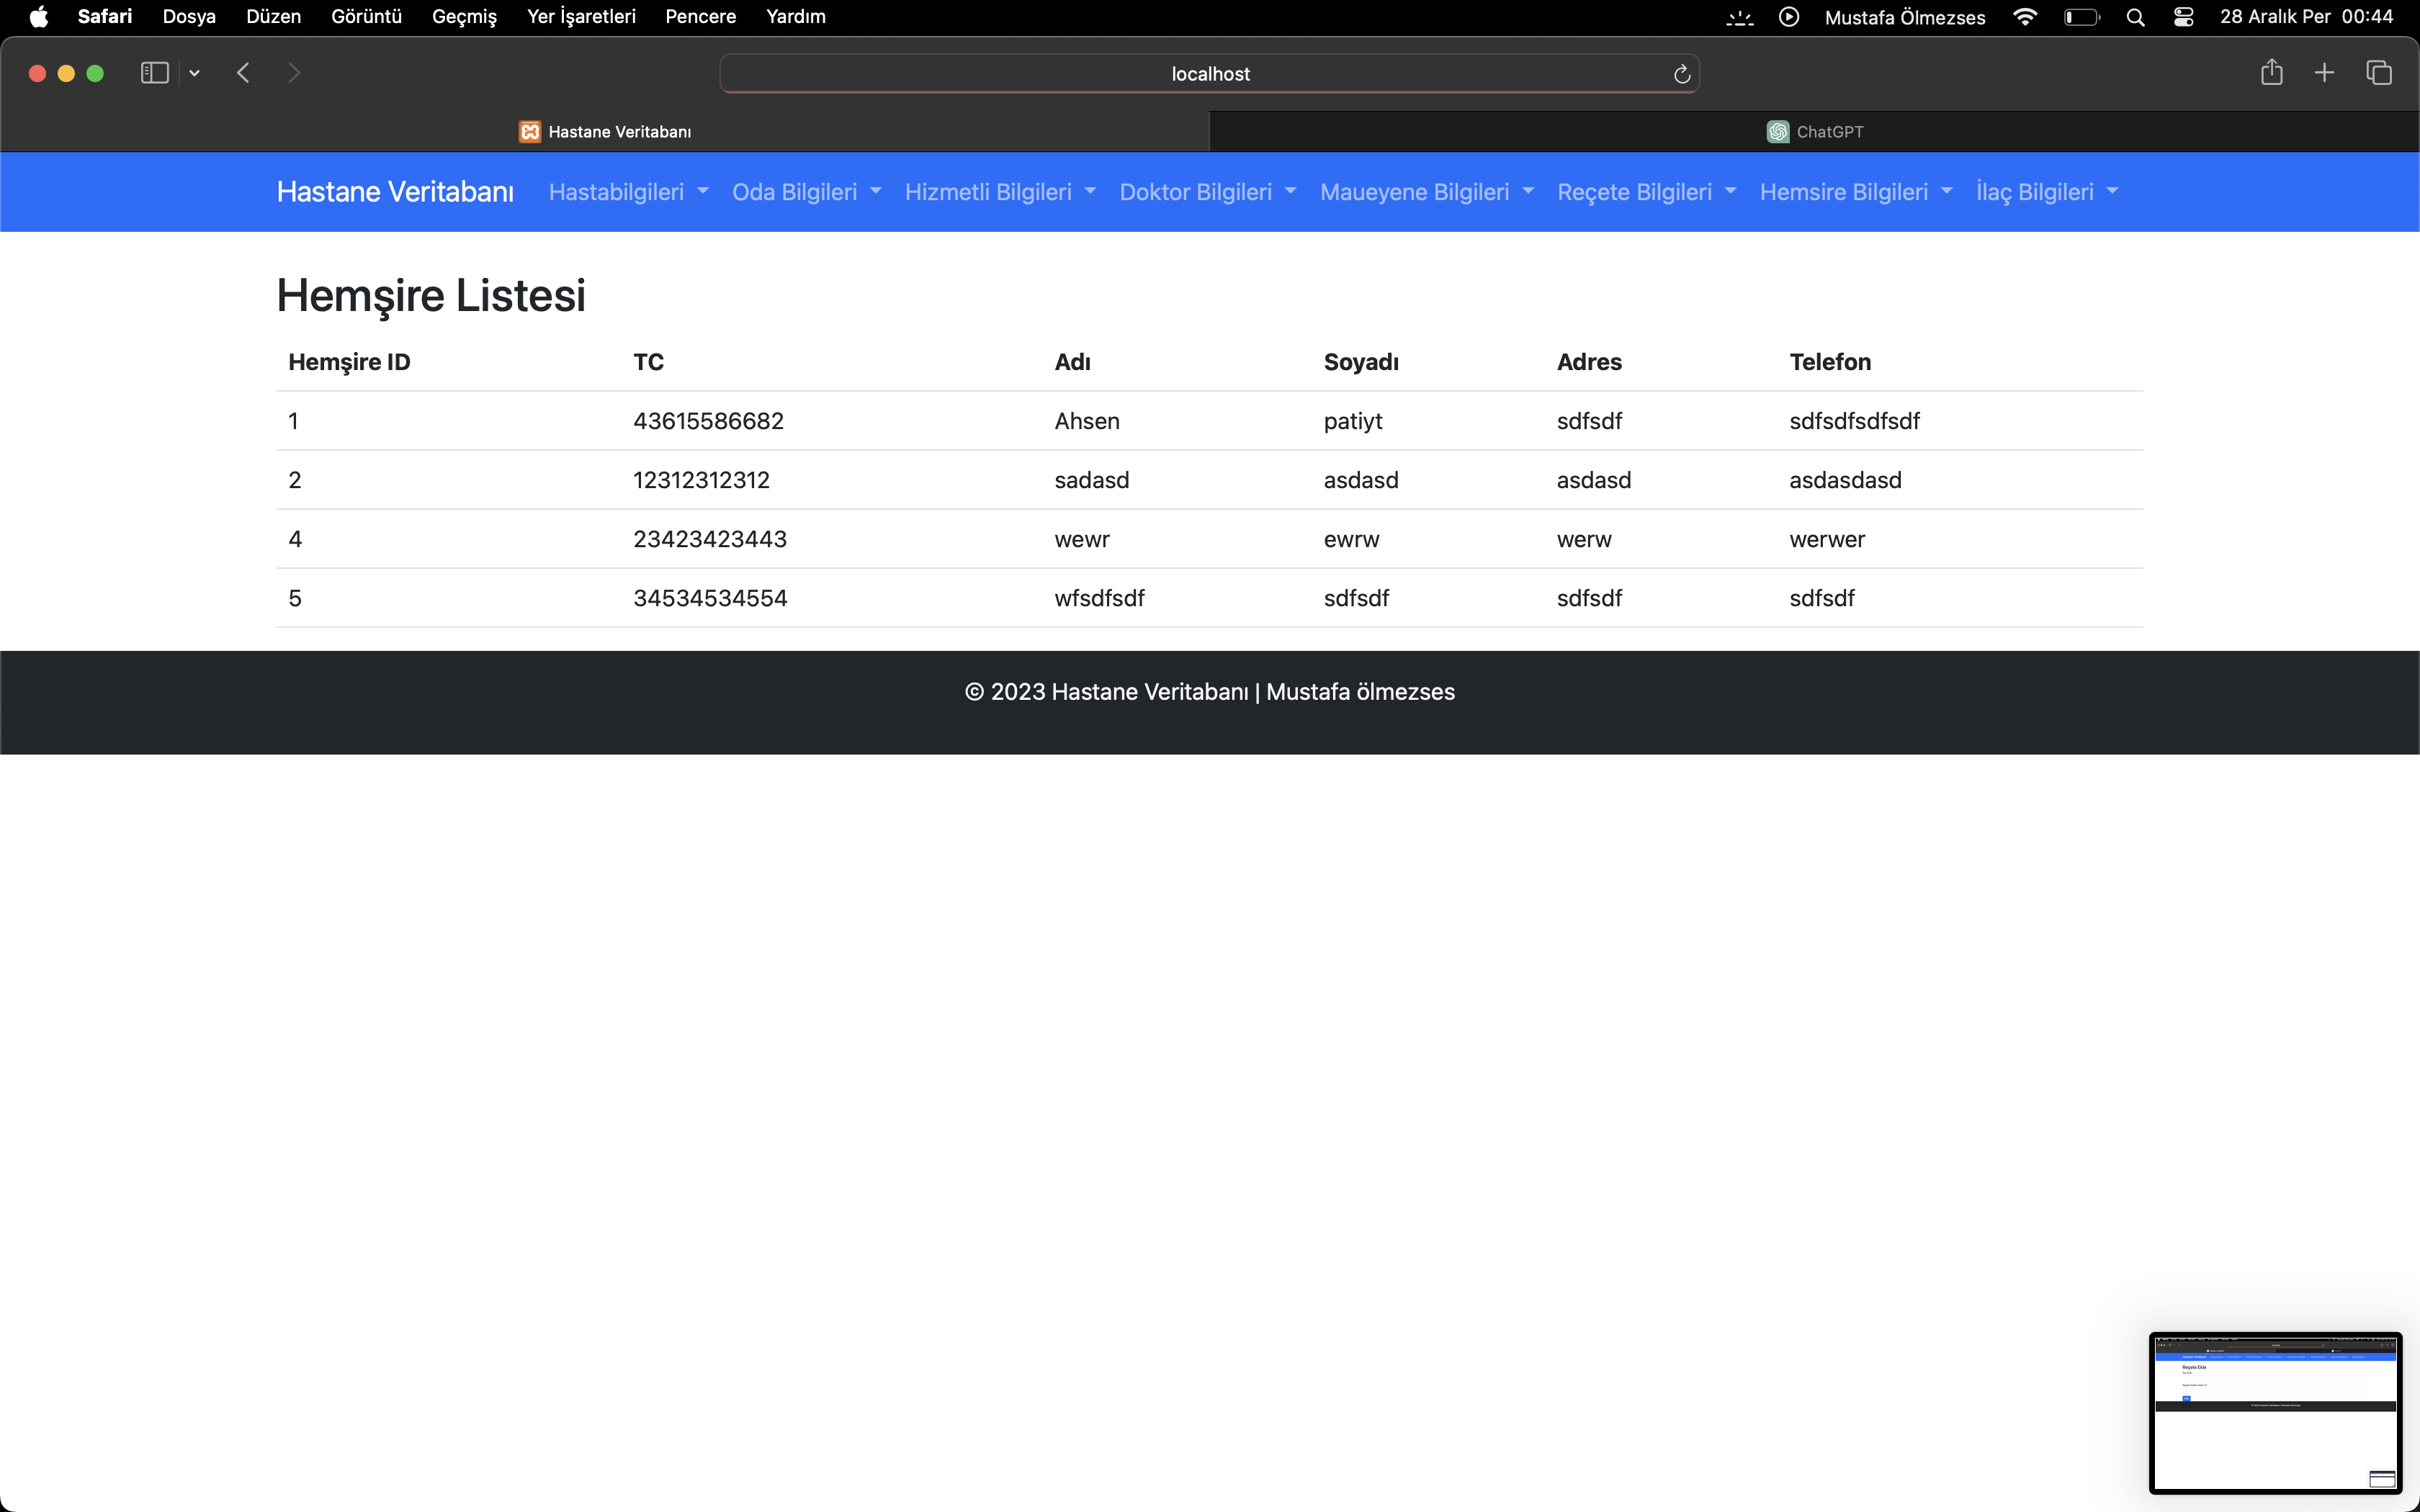 Safari Dosya Düzen Görüntü Geçmiş Yer İşaretleri Pencere Yardım Mustafa Ölmezses 28 Aralık Per 00:44
localhost
Hastane Veritabanı ChatGPT
Hastane Veritabanı Hastabilgileri Oda Bilgileri Hizmetli Bilgileri Doktor Bilgileri Maueyene Bilgileri Reçete Bilgileri Hemsire Bilgileri İlaç Bilgileri
Hemşire Listesi
Hemşire ID TC Adı Soyadı Adres Telefon
1 43615586682 Ahsen patiyt sdfsdf sdfsdfsdfsdf
2 12312312312 sadasd asdasd asdasd asdasdasd
4 23423423443 wewr ewrw werw werwer
5 34534534554 wfsdfsdf sdfsdf sdfsdf sdfsdf
© 2023 Hastane Veritabanı | Mustafa ölmezses
Reçete Ekle